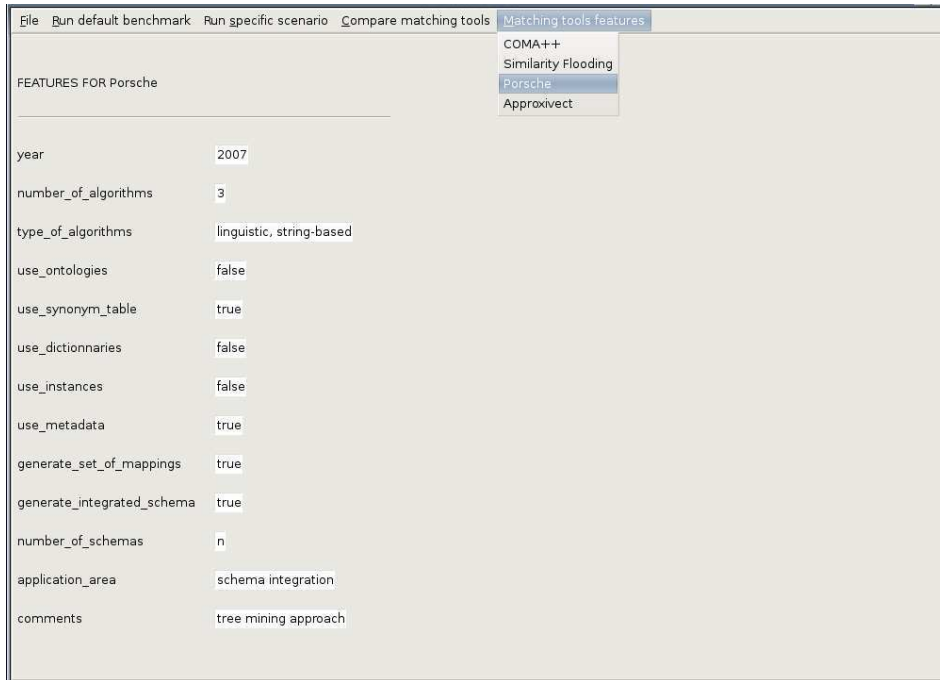 File Run default benchmark Run specific scenario Compare matching tools Matching tools features
COMA++
Similarity Flooding
Porsche
Approxivect
FEATURES FOR Porsche
year 2007
number_of_algorithms 3
type_of_algorithms linguistic, string-based
use_ontologies false
use_synonym_table true
use_dictionnaries false
use_instances false
use_metadata true
generate_set_of_mappings true
generate_integrated_schema true
number_of_schemas n
application_area schema integration
comments tree mining approach